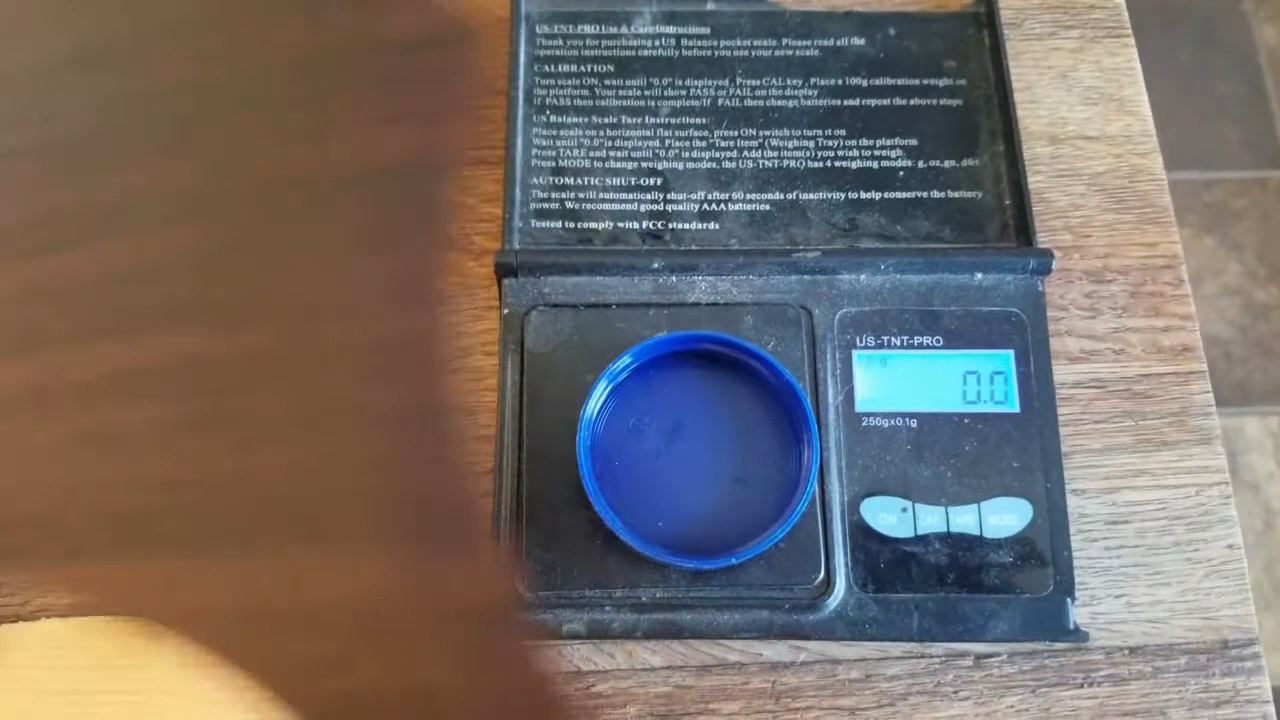 US-TNT-PRO Use & Care Instructions
Thank you for purchasing a US Balance pocket scale. Please read all the
operation instructions carefully before you use your new scale.
CALIBRATION
Turn scale ON, wait until "0.0" is displayed , Press CAL key , Place a 100g calibration weight on
the platform. Your scale will show PASS or FAIL on the display
If PASS then calibration is complete/If FAIL then change batteries and repeat the above steps
US Balance Scale Tare Instructions:
Place scale on a horizontal flat surface, press ON switch to turn it on
Wait until "0.0"is displayed. Place the "Tare Item" (Weighing Tray) on the platform
Press TARE and wait until "0.0" is displayed. Add the item(s) you wish to weigh.
Press MODE to change weighing modes, the US-TNT-PRO has 4 weighing modes: g, oz,gn, dwt
AUTOMATIC SHUT-OFF
The scale will automatically shut-off after 60 seconds of inactivity to help conserve the battery
power. We recommend good quality AAA batteries
Tested to comply with FCC standards
US-TNT-PRO
g
0.0
250gx0.1g
ON CAL TARE MODE